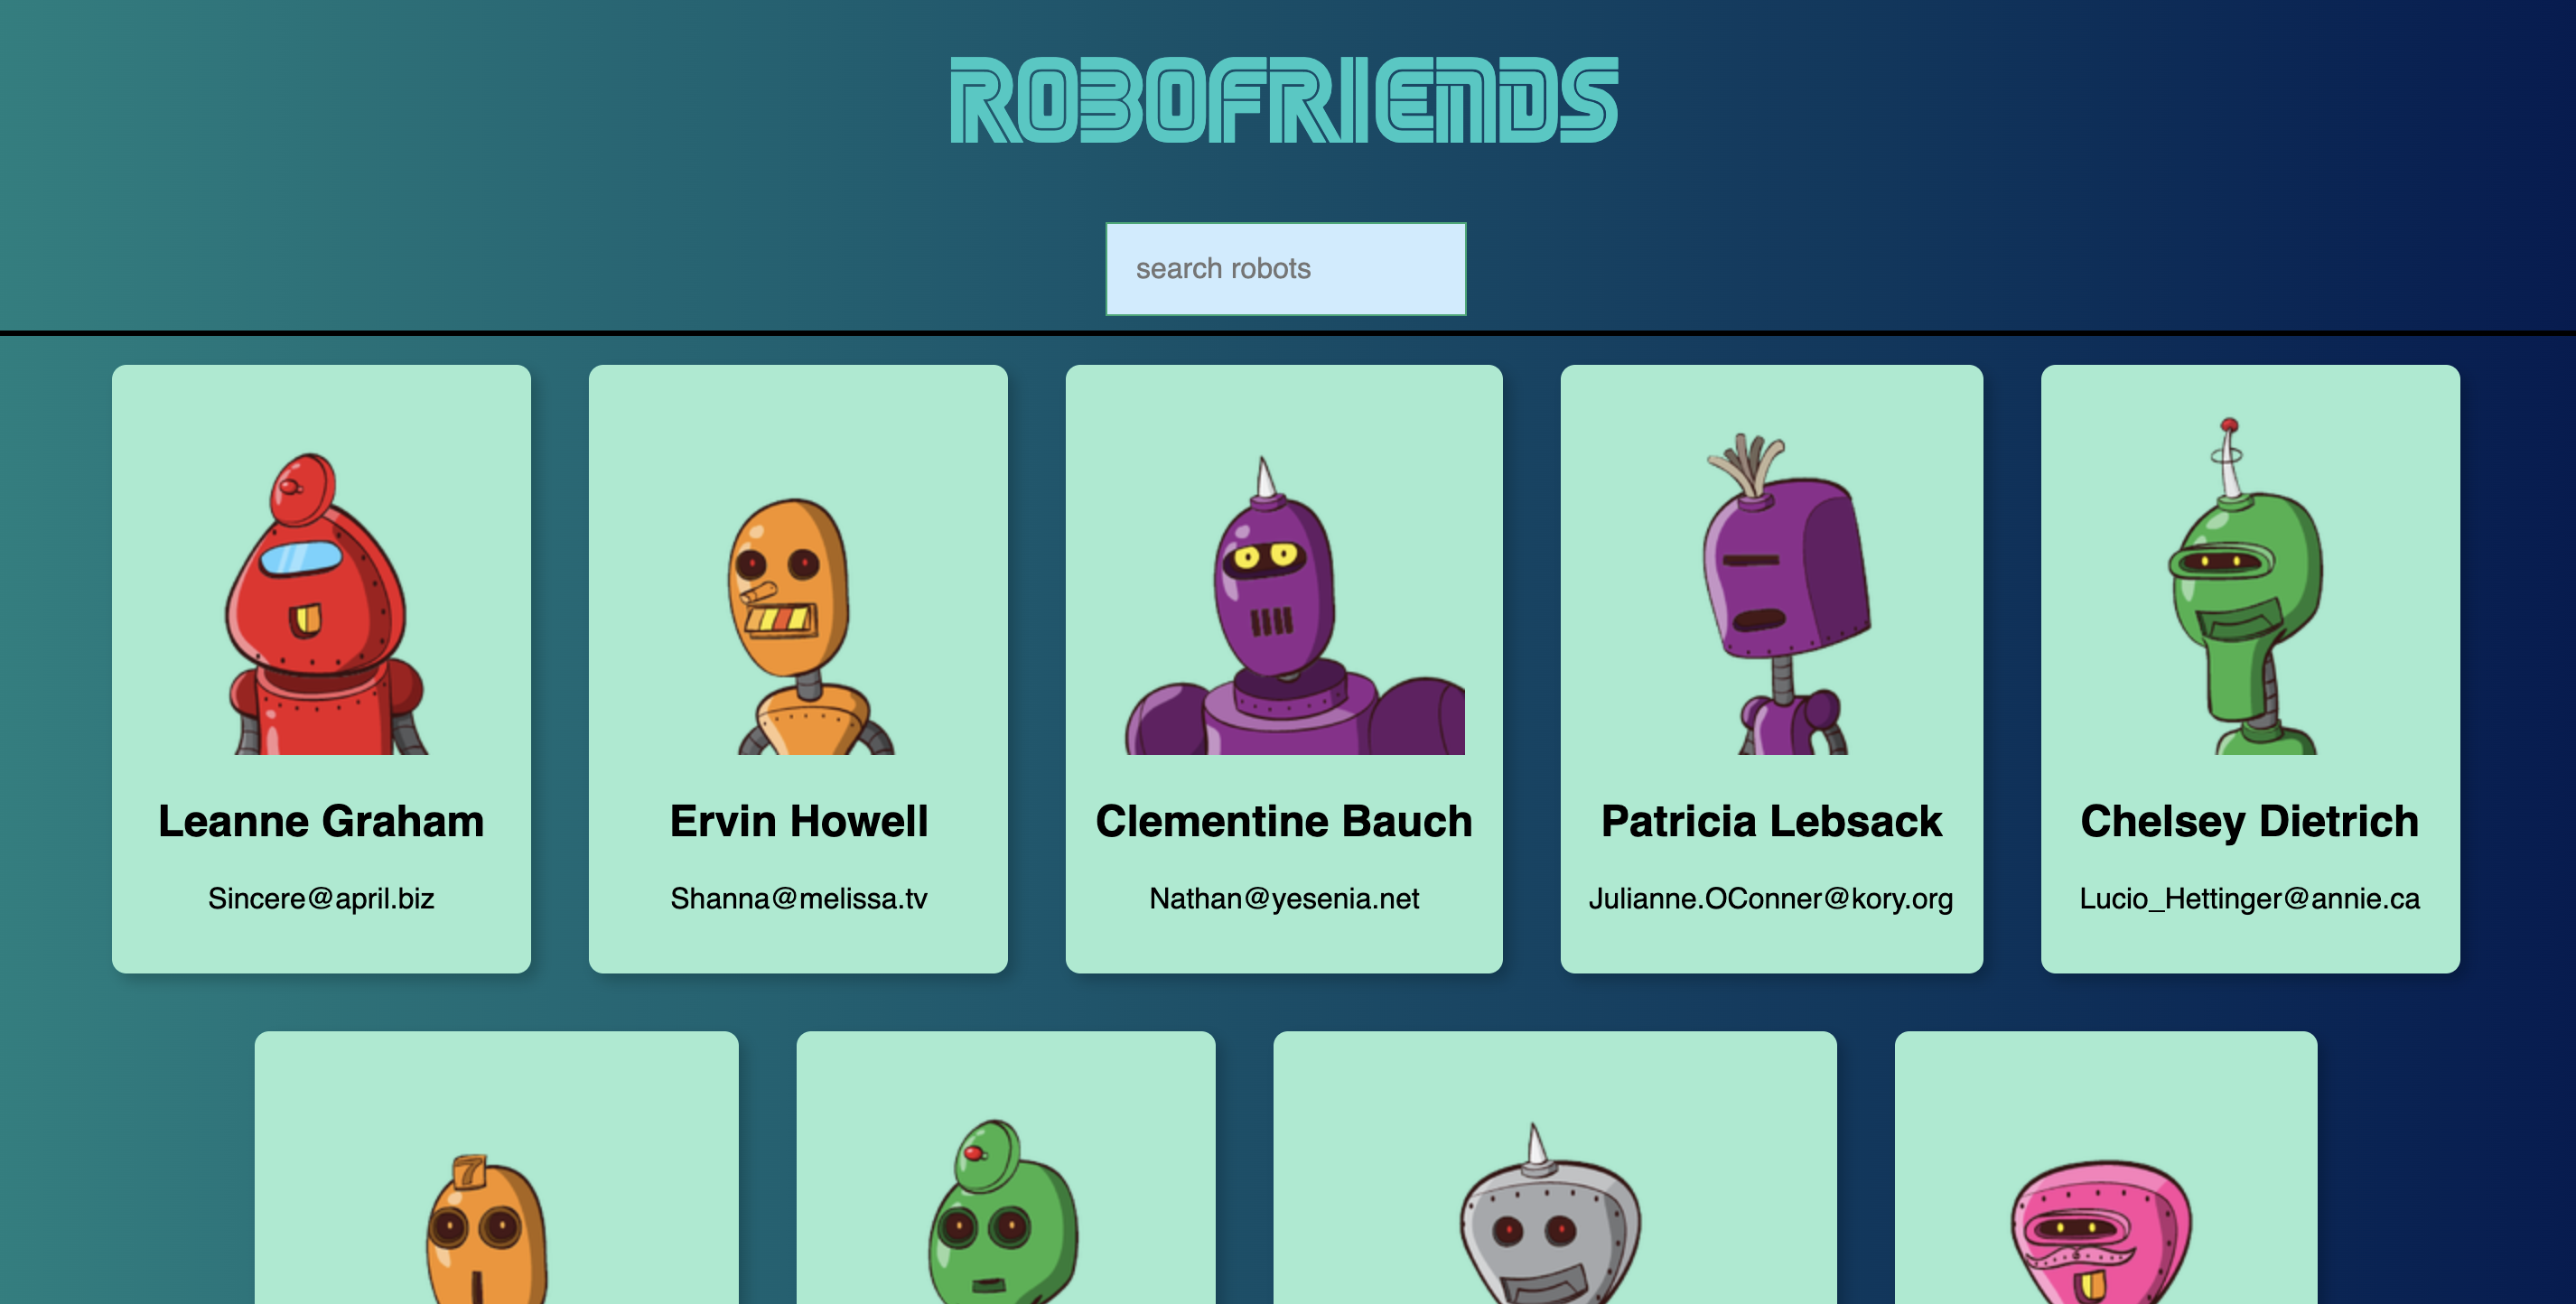 ROBOFRIENDS
search robots
Leanne Graham
Sincere@april.biz
Ervin Howell
Shanna@melissa.tv
Clementine Bauch
Nathan@yesenia.net
Patricia Lebsack
Julianne.OConner@kory.org
Chelsey Dietrich
Lucio_Hettinger@annie.ca
7